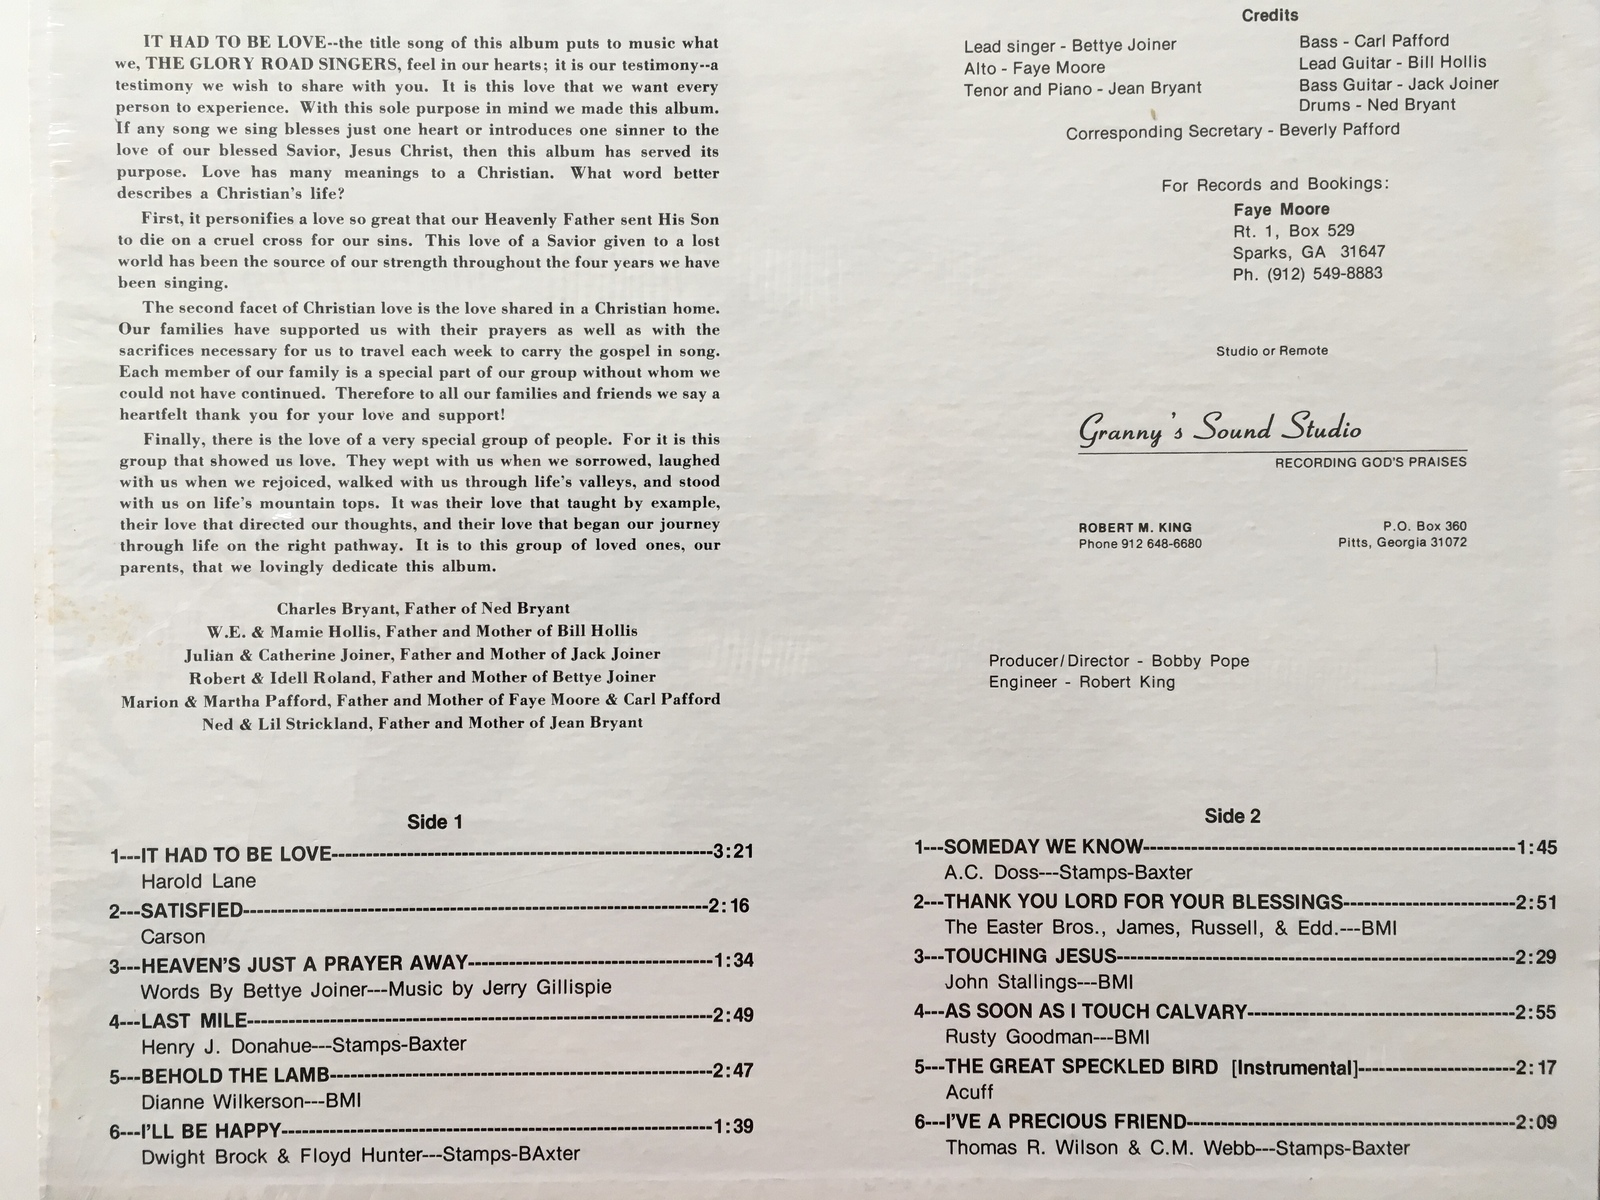 IT HAD TO BE LOVE--the title song of this album puts to music what
we, THE GLORY ROAD SINGERS, feel in our hearts; it is our testimony--a
testimony we wish to share with you. It is this love that we want every
person to experience. With this sole purpose in mind we made this album.
If any song we sing blesses just one heart or introduces one sinner to the
love of our blessed Savior, Jesus Christ, then this album has served its
purpose. Love has many meanings to a Christian. What word better
describes a Christian's life?
First, it personifies a love so great that our Heavenly Father sent His Son
to die on a cruel cross for our sins. This love of a Savior given to a lost
world has been the source of our strength throughout the four years we have
been singing.
The second facet of Christian love is the love shared in a Christian home.
Our families have supported us with their prayers as well as with the
sacrifices necessary for us to travel each week to carry the gospel in song.
Each member of our family is a special part of our group without whom we
could not have continued. Therefore to all our families and friends we say a
heartfelt thank you for your love and support!
Finally, there is the love of a very special group of people. For it is this
group that showed us love. They wept with us when we sorrowed, laughed
with us when we rejoiced, walked with us through life's valleys, and stood
with us on life's mountain tops. It was their love that taught by example,
their love that directed our thoughts, and their love that began our journey
through life on the right pathway. It is to this group of loved ones, our
parents, that we lovingly dedicate this album.
Charles Bryant, Father of Ned Bryant
W.E. & Mamie Hollis, Father and Mother of Bill Hollis
Julian & Catherine Joiner, Father and Mother of Jack Joiner
Robert & Idell Roland, Father and Mother of Bettye Joiner
Marion & Martha Pafford, Father and Mother of Faye Moore & Carl Pafford
Ned & Lil Strickland, Father and Mother of Jean Bryant
Credits
Lead singer - Bettye Joiner
Alto - Faye Moore
Tenor and Piano - Jean Bryant
Bass - Carl Pafford
Lead Guitar - Bill Hollis
Bass Guitar - Jack Joiner
Drums - Ned Bryant
Corresponding Secretary - Beverly Pafford
For Records and Bookings:
Faye Moore
Rt. 1, Box 529
Sparks, GA 31647
Ph. (912) 549-8883
Studio or Remote
Granny's Sound Studio
RECORDING GOD'S PRAISES
ROBERT M. KING
Phone 912 648-6680
P.O. Box 360
Pitts, Georgia 31072
Producer/Director - Bobby Pope
Engineer - Robert King
Side 1
1---IT HAD TO BE LOVE---3:21
Harold Lane
2---SATISFIED---2:16
Carson
3---HEAVEN'S JUST A PRAYER AWAY---1:34
Words By Bettye Joiner---Music by Jerry Gillispie
4---LAST MILE---2:49
Henry J. Donahue---Stamps-Baxter
5---BEHOLD THE LAMB---2:47
Dianne Wilkerson---BMI
6---I'LL BE HAPPY---1:39
Dwight Brock & Floyd Hunter---Stamps-BAxter
Side 2
1---SOMEDAY WE KNOW---1:45
A.C. Doss---Stamps-Baxter
2---THANK YOU LORD FOR YOUR BLESSINGS---2:51
The Easter Bros., James, Russell, & Edd.---BMI
3---TOUCHING JESUS---2:29
John Stallings---BMI
4---AS SOON AS I TOUCH CALVARY---2:55
Rusty Goodman---BMI
5---THE GREAT SPECKLED BIRD [Instrumental]---2:17
Acuff
6---I'VE A PRECIOUS FRIEND---2:09
Thomas R. Wilson & C.M. Webb---Stamps-Baxter